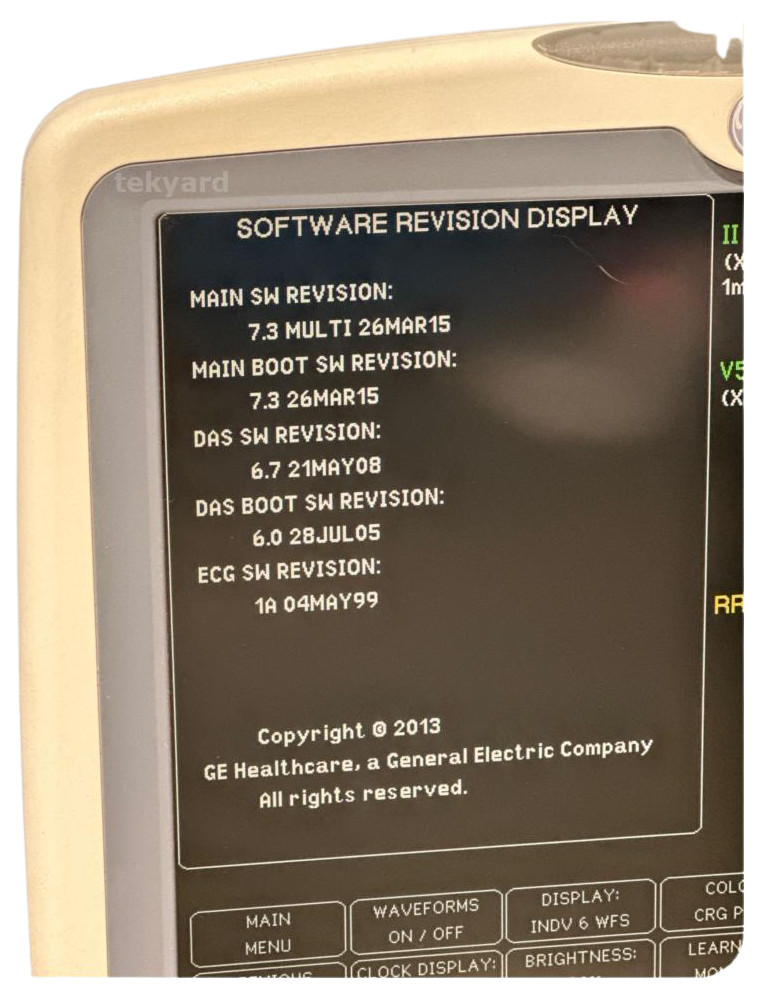 tekyard
SOFTWARE REVISION DISPLAY
MAIN SW REVISION:
7.3 MULTI 26MAR15
MAIN BOOT SW REVISION:
7.3 26MAR15
DAS SW REVISION:
6.7 21MAY08
DAS BOOT SW REVISION:
6.0 28JUL05
ECG SW REVISION:
1A 04MAY99
Copyright © 2013
GE Healthcare, a General Electric Company
All rights reserved.
II
(X
1m
V5
(X
RR
MAIN
MENU
WAVEFORMS
ON / OFF
DISPLAY:
INDV 6 WFS
CRG P
CLOCK DISPLAY:
BRIGHTNESS:
LEARN